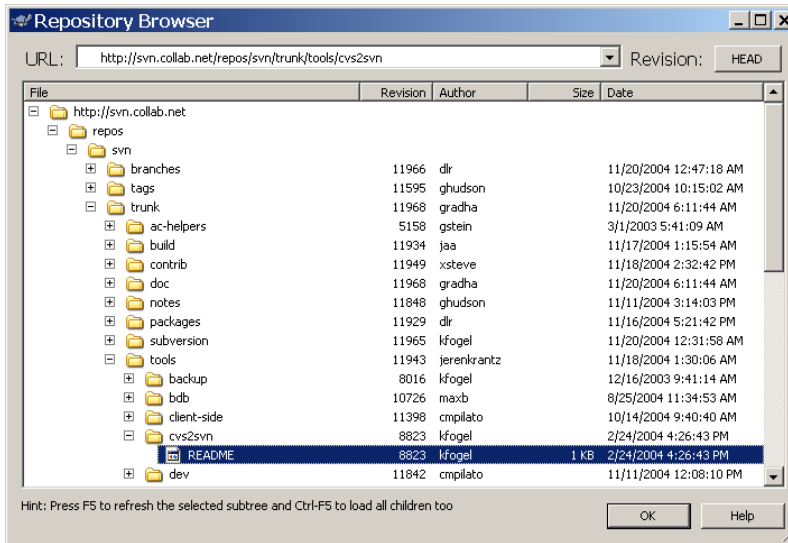 Repository Browser
URL: http://svn.collab.net/repos/svn/trunk/tools/cvs2svn Revision: HEAD
File Revision Author Size Date
http://svn.collab.net
repos
svn
branches 11966 dlr 11/20/2004 12:47:18 AM
tags 11595 ghudson 10/23/2004 10:15:02 AM
trunk 11968 gradha 11/20/2004 6:11:44 AM
ac-helpers 5158 gstein 3/1/2003 5:41:09 AM
build 11934 jaa 11/17/2004 1:15:54 AM
contrib 11949 xsteve 11/18/2004 2:32:42 PM
doc 11968 gradha 11/20/2004 6:11:44 AM
notes 11848 ghudson 11/11/2004 3:14:03 PM
packages 11929 dlr 11/16/2004 5:21:42 PM
subversion 11965 kfogel 11/20/2004 12:31:58 AM
tools 11943 jerenkrantz 11/18/2004 1:30:06 AM
backup 8016 kfogel 12/16/2003 9:41:14 AM
bdb 10726 maxb 8/25/2004 11:34:53 AM
client-side 11398 cmpilato 10/14/2004 9:40:40 AM
cvs2svn 8823 kfogel 2/24/2004 4:26:43 PM
README 8823 kfogel 1 KB 2/24/2004 4:26:43 PM
dev 11842 cmpilato 11/11/2004 12:08:10 PM
Hint: Press F5 to refresh the selected subtree and Ctrl-F5 to load all children too
OK Help